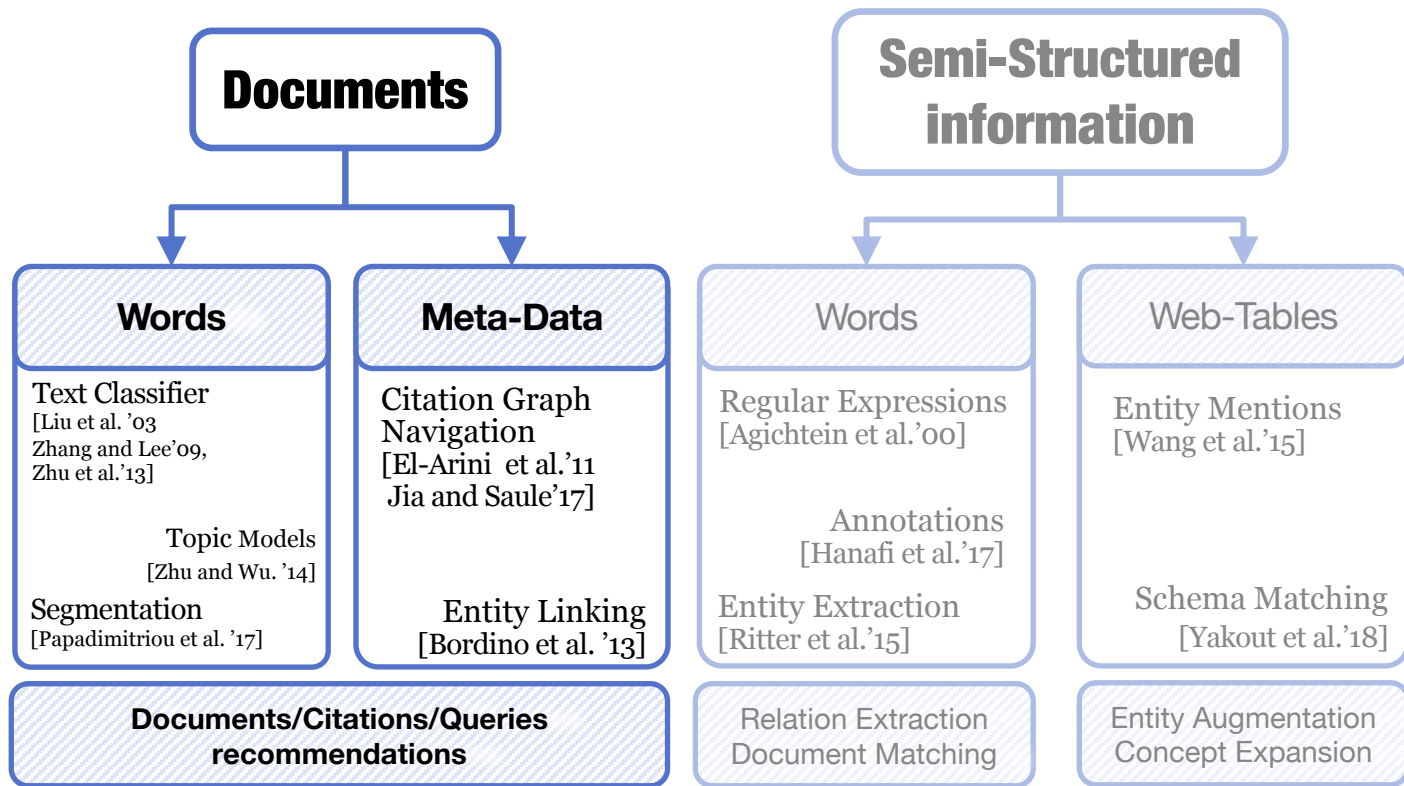 Documents
Semi-Structured
information
Words
Text Classifier
[Liu et al. ’03
Zhang and Lee’09,
Zhu et al.’13]
Topic Models
[Zhu and Wu. ’14]
Segmentation
[Papadimitriou et al. ’17]
Meta-Data
Citation Graph
Navigation
[El-Arini et al.’11
Jia and Saule’17]
Entity Linking
[Bordino et al. ’13]
Documents/Citations/Queries
recommendations
Words
Regular Expressions
[Agichtein et al.’00]
Annotations
[Hanafi et al.’17]
Entity Extraction
[Ritter et al.’15]
Relation Extraction
Document Matching
Web-Tables
Entity Mentions
[Wang et al.’15]
Schema Matching
[Yakout et al.’18]
Entity Augmentation
Concept Expansion